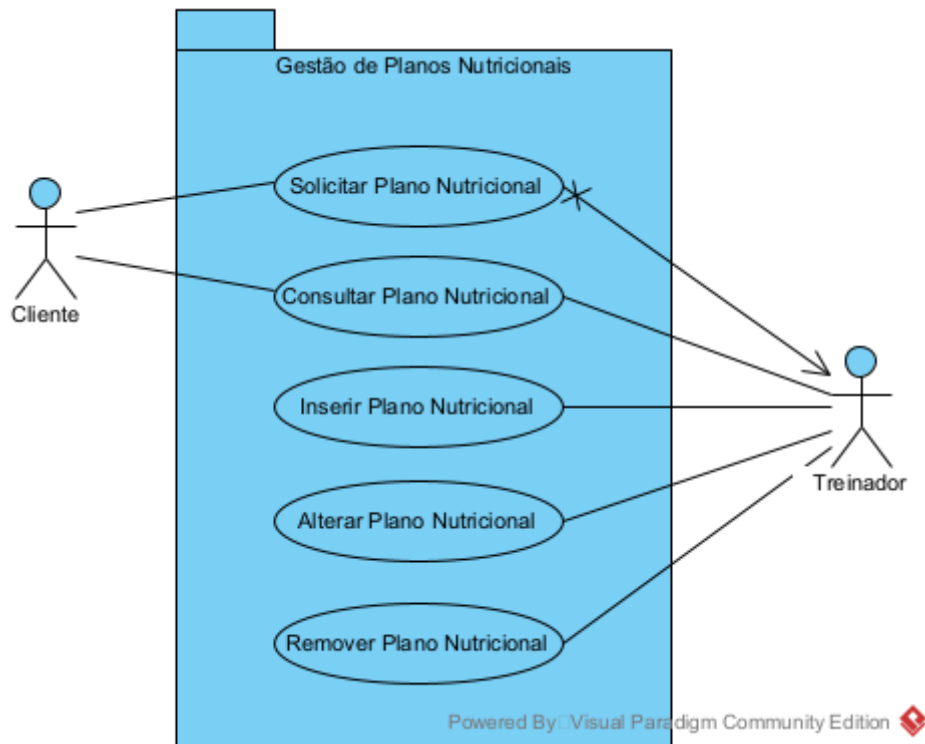 Gestão de Planos Nutricionais
Solicitar Plano Nutricional
Cliente
Consultar Plano Nutricional
Inserir Plano Nutricional
Treinador
Alterar Plano Nutricional
Remover Plano Nutricional
Powered By Visual Paradigm Community Edition